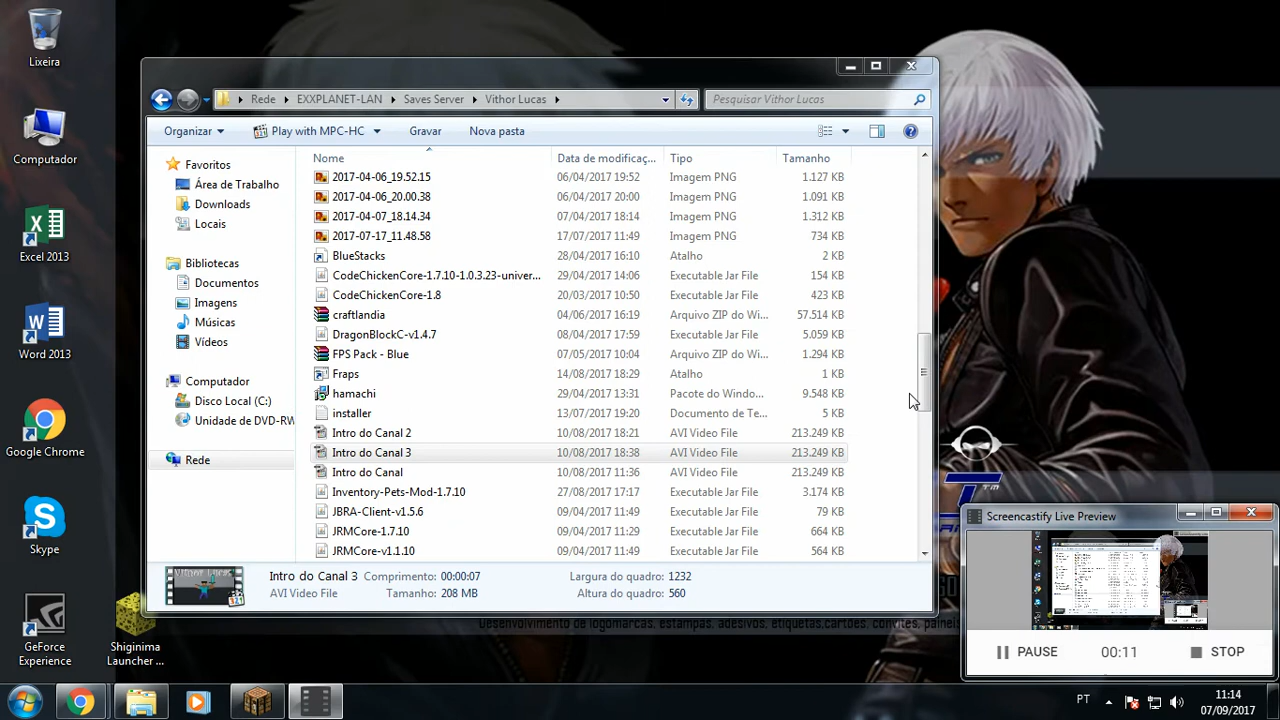 Lixeira
Computador
Excel 2013
Word 2013
Google Chrome
Skype
GeForce
Experience
Shiginima
Launcher ...
Rede
EXXPLANET-LAN
Saves Server
Vithor Lucas
Pesquisar Vithor Lucas
Organizar
Play with MPC-HC
Gravar
Nova pasta
Favoritos
Área de Trabalho
Downloads
Locais
Bibliotecas
Documentos
Imagens
Músicas
Vídeos
Computador
Disco Local (C:)
Unidade de DVD-RW
Rede
Nome Data de modificaç... Tipo Tamanho
2017-04-06_19.52.15 06/04/2017 19:52 Imagem PNG 1.127 KB
2017-04-06_20.00.38 06/04/2017 20:00 Imagem PNG 1.091 KB
2017-04-07_18.14.34 07/04/2017 18:14 Imagem PNG 1.312 KB
2017-07-17_11.48.58 17/07/2017 11:49 Imagem PNG 734 KB
BlueStacks 28/04/2017 16:10 Atalho 2 KB
CodeChickenCore-1.7.10-1.0.3.23-univer... 29/04/2017 14:06 Executable Jar File 154 KB
CodeChickenCore-1.8 20/03/2017 10:50 Executable Jar File 423 KB
craftlandia 04/06/2017 16:19 Arquivo ZIP do Wi... 57.514 KB
DragonBlockC-v1.4.7 08/04/2017 17:59 Executable Jar File 5.059 KB
FPS Pack - Blue 07/05/2017 10:04 Arquivo ZIP do Wi... 1.294 KB
Fraps 14/08/2017 18:29 Atalho 1 KB
hamachi 29/04/2017 13:31 Pacote do Windo... 9.548 KB
installer 13/07/2017 19:20 Documento de Te... 5 KB
Intro do Canal 2 10/08/2017 18:21 AVI Video File 213.249 KB
Intro do Canal 3 10/08/2017 18:38 AVI Video File 213.249 KB
Intro do Canal 10/08/2017 11:36 AVI Video File 213.249 KB
Inventory-Pets-Mod-1.7.10 27/08/2017 17:17 Executable Jar File 3.174 KB
JBRA-Client-v1.5.6 09/04/2017 11:49 Executable Jar File 79 KB
JRMCore-1.7.10 09/04/2017 11:29 Executable Jar File 664 KB
JRMCore-v1.1.10 09/04/2017 11:49 Executable Jar File 564 KB
Intro do Canal 3 Comprimento: 00:00:07 Largura do quadro: 1232
AVI Video File Tamanho: 208 MB Altura do quadro: 560
Screencastify Live Preview
PAUSE 00:11 STOP
PT
11:14
07/09/2017